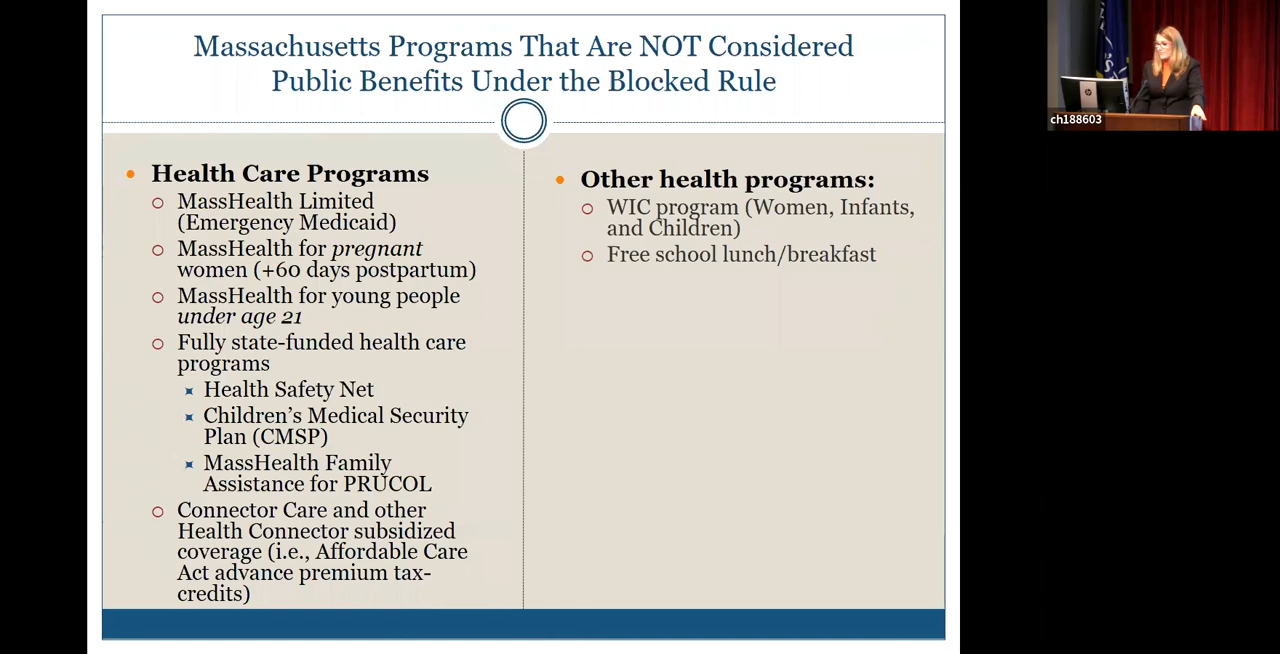 Massachusetts Programs That Are NOT Considered
Public Benefits Under the Blocked Rule
Health Care Programs
MassHealth Limited
(Emergency Medicaid)
MassHealth for pregnant
women (+60 days postpartum)
MassHealth for young people
under age 21
Fully state-funded health care
programs
Health Safety Net
Children's Medical Security
Plan (CMSP)
MassHealth Family
Assistance for PRUCOL
Connector Care and other
Health Connector subsidized
coverage (i.e., Affordable Care
Act advance premium tax-
credits)
Other health programs:
WIC program (Women, Infants,
and Children)
Free school lunch/breakfast
ch188603